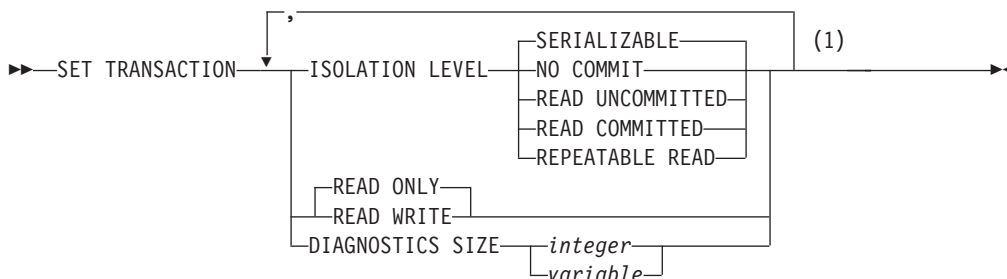 ,
SERIALIZABLE
(1)
SET TRANSACTION ISOLATION LEVEL NO COMMIT
READ UNCOMMITTED
READ COMMITTED
REPEATABLE READ
READ ONLY
READ WRITE
DIAGNOSTICS SIZE integer
variable